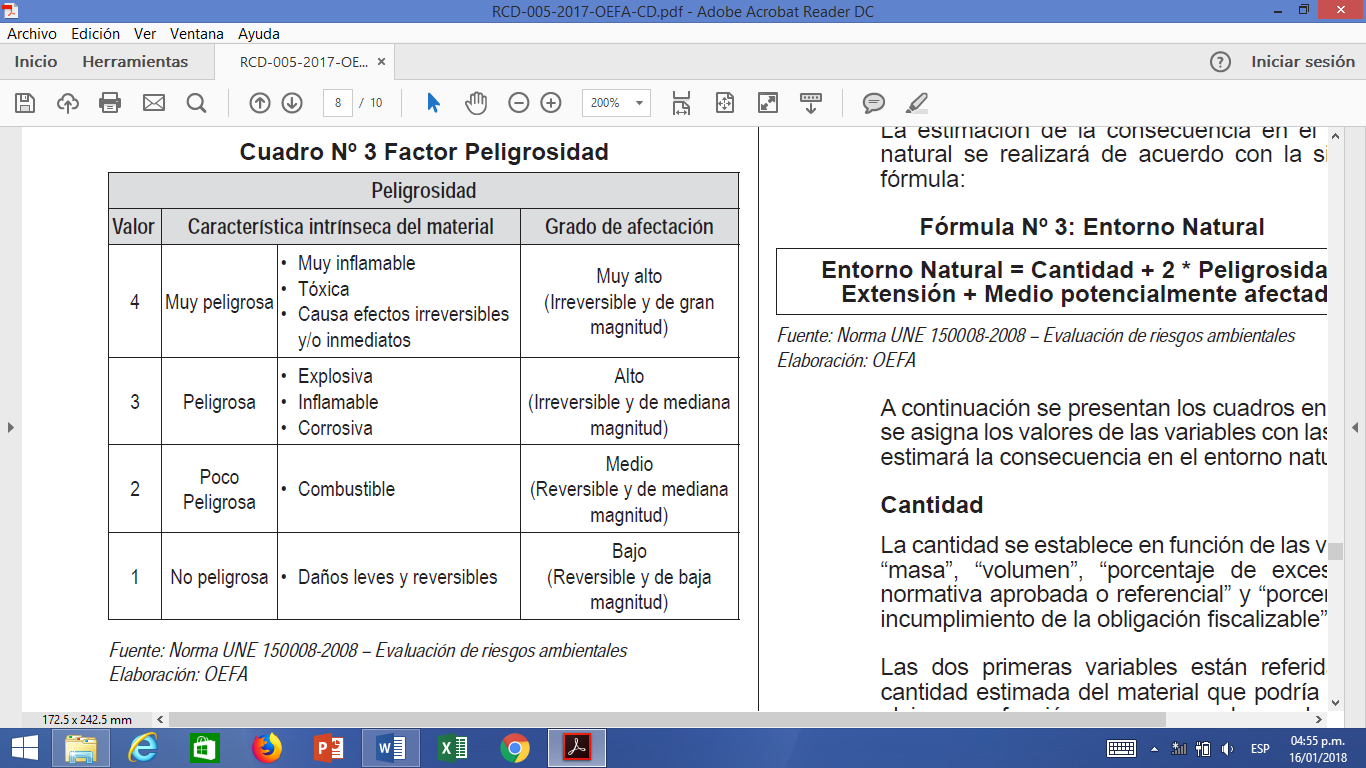 RCD-005-2017-OEFA-CD.pdf - Adobe Acrobat Reader DC
Archivo Edición Ver Ventana Ayuda
Inicio Herramientas RCD-005-2017-OE... × Iniciar sesión
8 / 10 200%
Cuadro Nº 3 Factor Peligrosidad
Peligrosidad
Valor Característica intrínseca del material Grado de afectación
4 Muy peligrosa
• Muy inflamable
• Tóxica
• Causa efectos irreversibles
y/o inmediatos
Muy alto
(Irreversible y de gran
magnitud)
3 Peligrosa
• Explosiva
• Inflamable
• Corrosiva
Alto
(Irreversible y de mediana
magnitud)
2 Poco
Peligrosa
• Combustible
Medio
(Reversible y de mediana
magnitud)
1 No peligrosa • Daños leves y reversibles
Bajo
(Reversible y de baja
magnitud)
Fuente: Norma UNE 150008-2008 – Evaluación de riesgos ambientales
Elaboración: OEFA
La estimación de la consecuencia en el
natural se realizará de acuerdo con la si
fórmula:
Fórmula Nº 3: Entorno Natural
Entorno Natural = Cantidad + 2 * Peligrosida
Extensión + Medio potencialmente afectad
Fuente: Norma UNE 150008-2008 – Evaluación de riesgos ambientales
Elaboración: OEFA
A continuación se presentan los cuadros en
se asigna los valores de las variables con las
estimará la consecuencia en el entorno natu
Cantidad
La cantidad se establece en función de las v
“masa”, “volumen”, “porcentaje de exces
normativa aprobada o referencial” y “porcen
incumplimiento de la obligación fiscalizable”
Las dos primeras variables están referida
cantidad estimada del material que podría
172.5 x 242.5 mm
ESP
04:55 p.m.
16/01/2018